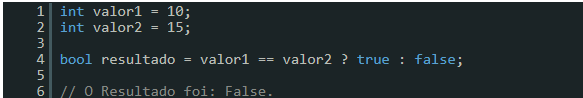 1 int valor1 = 10;
2 int valor2 = 15;
3
4 bool resultado = valor1 == valor2 ? true : false;
5
6 // O Resultado foi: False.